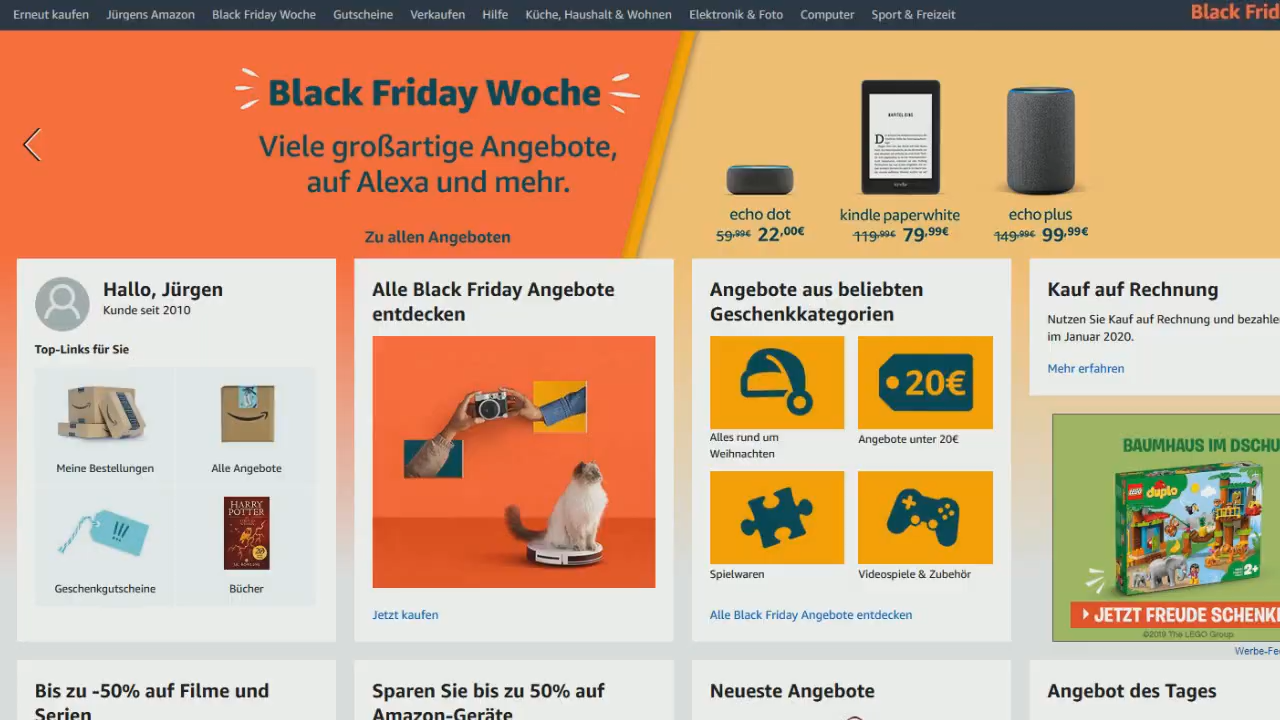 Erneut kaufen Jürgens Amazon Black Friday Woche Gutscheine Verkaufen Hilfe Küche, Haushalt & Wohnen Elektronik & Foto Computer Sport & Freizeit
Black Frid
Black Friday Woche
Viele großartige Angebote,
auf Alexa und mehr.
Zu allen Angeboten
echo dot
59,99€ 22,00€
kindle paperwhite
119,99€ 79,99€
echo plus
149,99€ 99,99€
Hallo, Jürgen
Kunde seit 2010
Top-Links für Sie
Meine Bestellungen
Alle Angebote
HARRY
POTTER
Geschenkgutscheine
Bücher
Alle Black Friday Angebote
entdecken
Jetzt kaufen
Angebote aus beliebten
Geschenkkategorien
20€
Alles rund um
Weihnachten
Angebote unter 20€
Spielwaren
Videospiele & Zubehör
Alle Black Friday Angebote entdecken
Kauf auf Rechnung
Nutzen Sie Kauf auf Rechnung und bezahle
im Januar 2020.
Mehr erfahren
BAUMHAUS IM DSCHU
LEGO duplo
2+
JETZT FREUDE SCHENK
©2019 The LEGO Group
Werbe-Fe
Bis zu -50% auf Filme und
Serien
Sparen Sie bis zu 50% auf
Amazon-Geräte
Neueste Angebote
Angebot des Tages